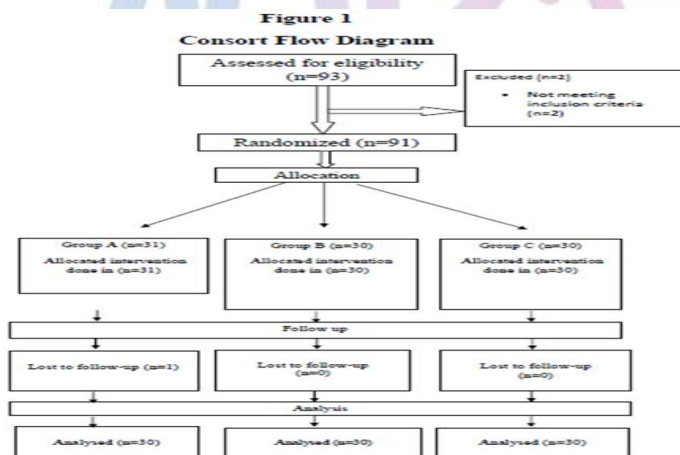 Figure 1
Consort Flow Diagram
Assessed for eligibility
(n=93)
Excluded (n=2)
• Not meeting
inclusion criteria
(n=2)
Randomized (n=91)
Allocation
Group A (n=31)
Allocated intervention
done in (n=31)
Group B (n=30)
Allocated intervention
done in (n=30)
Group C (n=30)
Allocated intervention
done in (n=30)
Follow up
Lost to follow-up (n=1)
Lost to follow-up
(n=0)
Lost to follow-up
(n=0)
Analysis
Analysed (n=30)
Analysed (n=30)
Analysed (n=30)